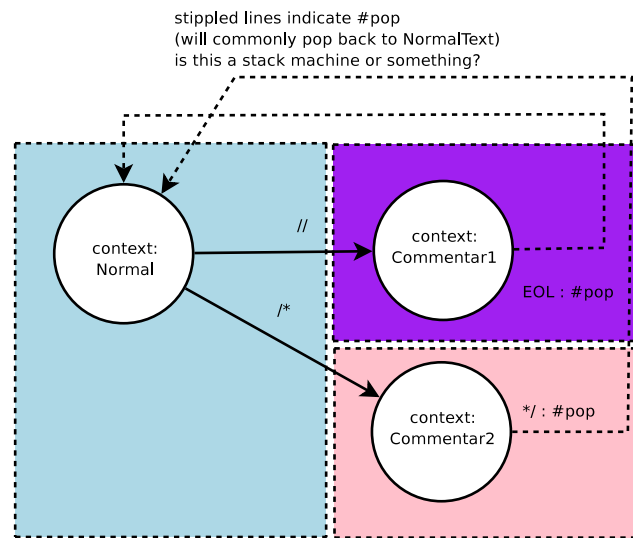 stippled lines indicate #pop
(will commonly pop back to NormalText)
is this a stack machine or something?
context:
Normal
//
context:
Commentar1
EOL : #pop
/*
context:
Commentar2
*/ : #pop